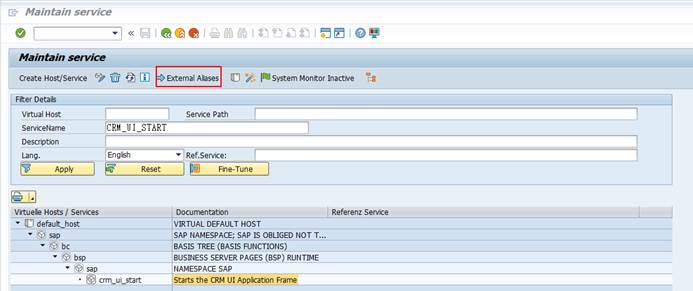 Maintain service
Maintain service
Create Host/Service External Aliases System Monitor Inactive
Filter Details
Virtual Host Service Path
ServiceName CRM_UI_START
Description
Lang. English Ref.Service:
Apply Reset Fine-Tune
Virtuelle Hosts / Services Documentation Referenz Service
default_host VIRTUAL DEFAULT HOST
sap SAP NAMESPACE; SAP IS OBLIGED NOT T...
bc BASIS TREE (BASIS FUNCTIONS)
bsp BUSINESS SERVER PAGES (BSP) RUNTIME
sap NAMESPACE SAP
crm_ui_start Starts the CRM UI Application Frame